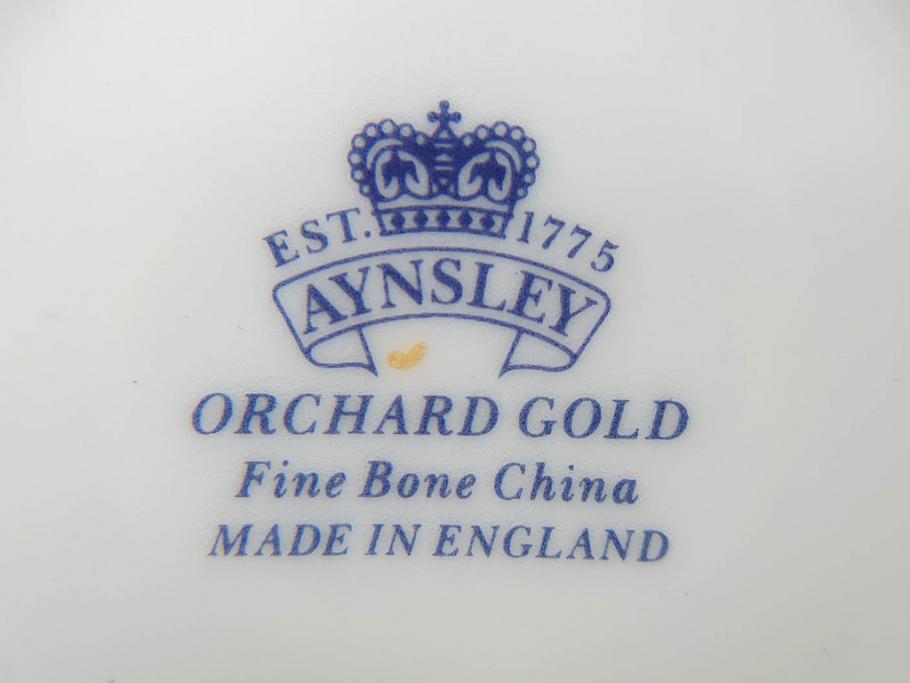 EST. 1775
AYNSLEY
ORCHARD GOLD
Fine Bone China
MADE IN ENGLAND